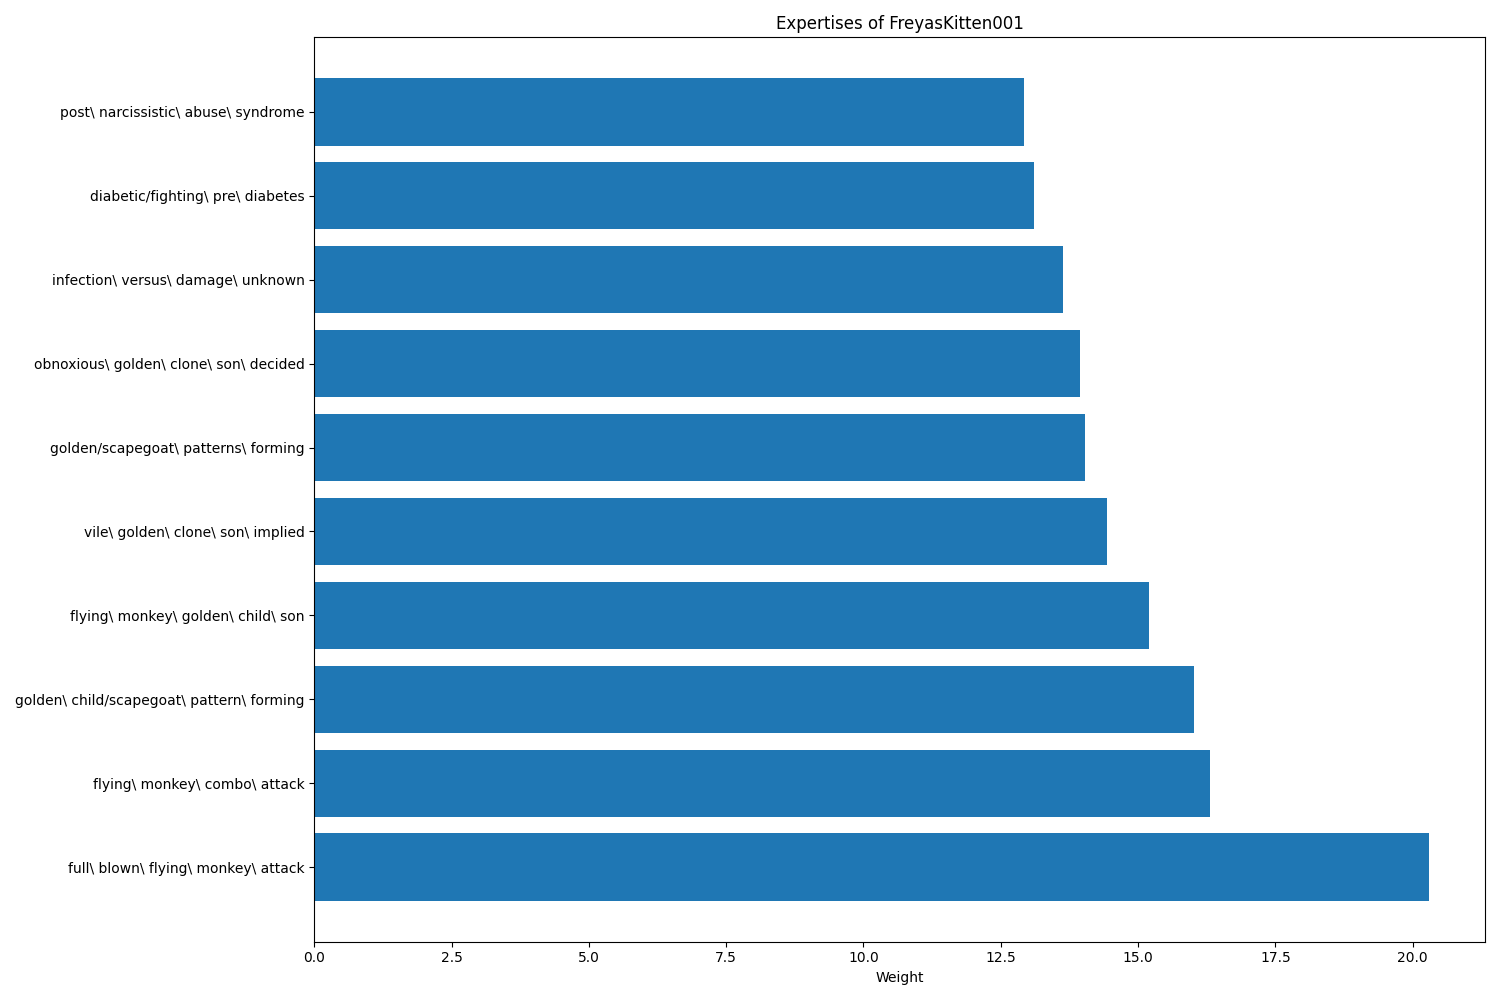 Expertises of FreyasKitten001
post\ narcissistic\ abuse\ syndrome
diabetic/fighting\ pre\ diabetes
infection\ versus\ damage\ unknown
obnoxious\ golden\ clone\ son\ decided
golden/scapegoat\ patterns\ forming
vile\ golden\ clone\ son\ implied
flying\ monkey\ golden\ child\ son
golden\ child/scapegoat\ pattern\ forming
flying\ monkey\ combo\ attack
full\ blown\ flying\ monkey\ attack
0.0 2.5 5.0 7.5 10.0 12.5 15.0 17.5 20.0
Weight